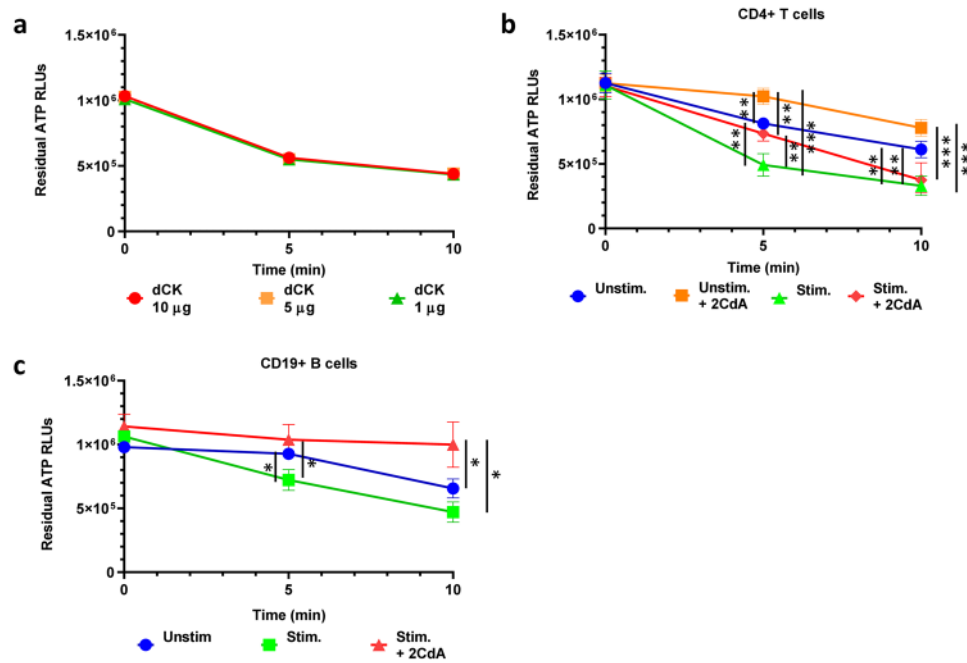 a
1.5×10⁶
1×10⁶
5×10⁵
0
Residual ATP RLUs
0 5 10
Time (min)
dCK 10 μg
dCK 5 μg
dCK 1 μg
b
CD4+ T cells
1.5×10⁶
1×10⁶
5×10⁵
0
Residual ATP RLUs
**
**
**
**
***
**
**
***
***
0 5 10
Time (min)
Unstim.
Unstim. + 2CdA
Stim.
Stim. + 2CdA
c
CD19+ B cells
1.5×10⁶
1×10⁶
5×10⁵
0
Residual ATP RLUs
*
*
*
*
0 5 10
Time (min)
Unstim
Stim.
Stim. + 2CdA